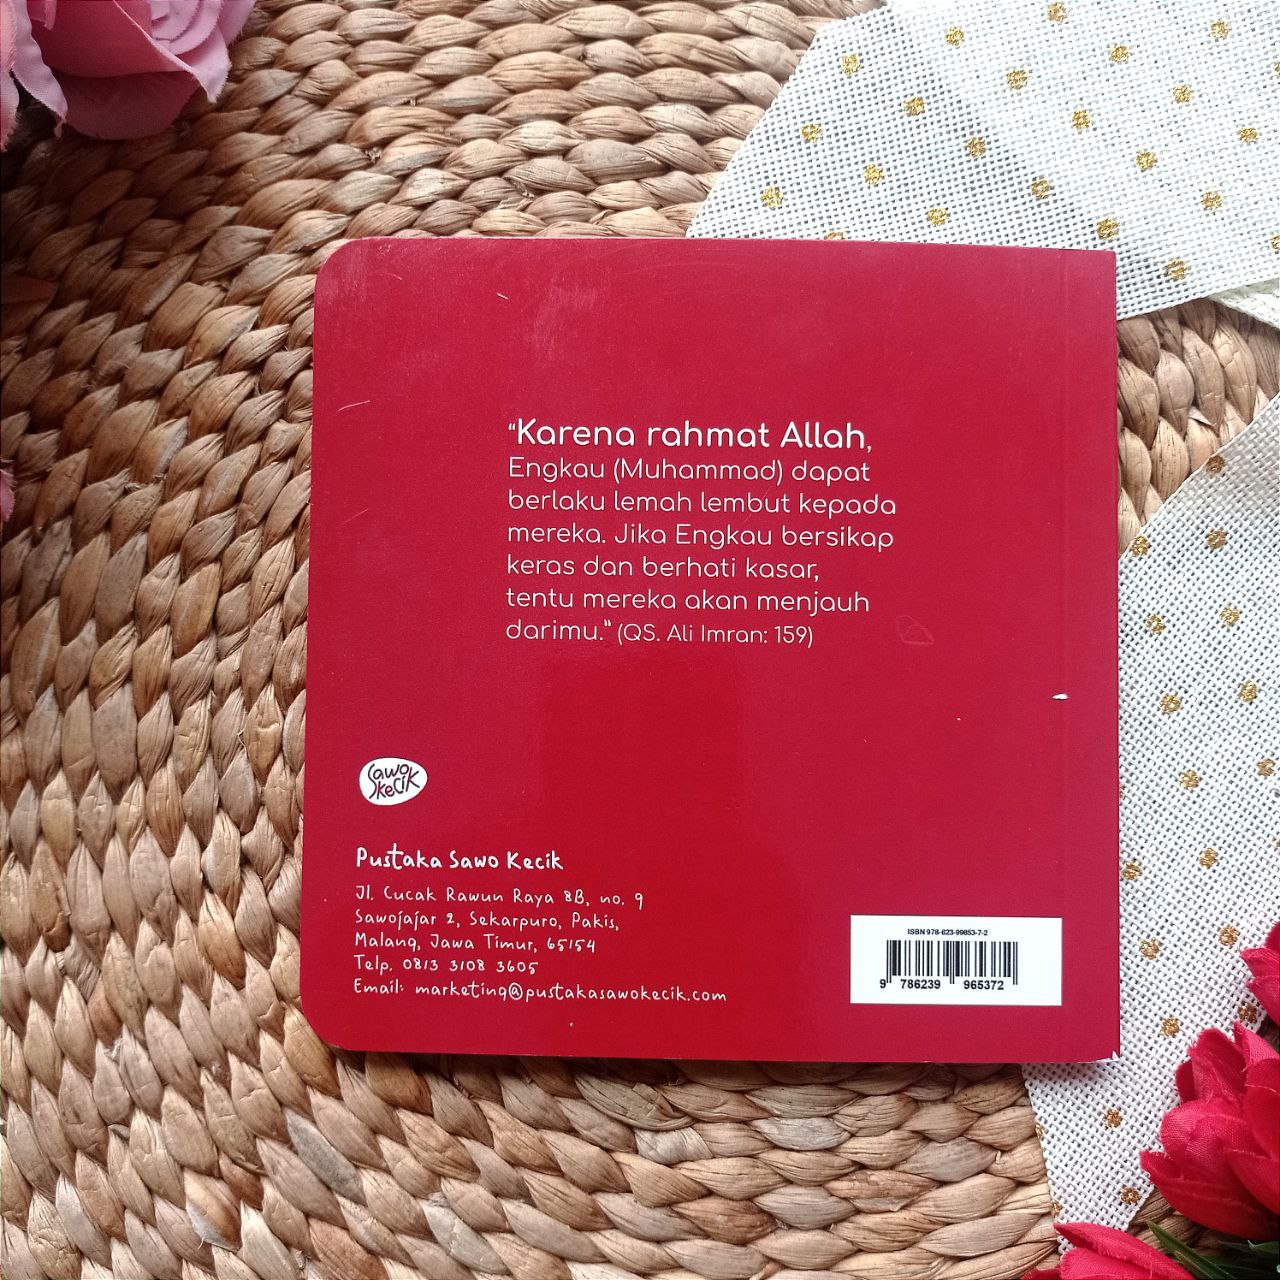 “Karena rahmat Allah,
Engkau (Muhammad) dapat
berlaku lemah lembut kepada
mereka. Jika Engkau bersikap
keras dan berhati kasar,
tentu mereka akan menjauh
darimu.” (QS. Ali Imran: 159)
Sawo
kecik
Pustaka Sawo Kecik
Jl. Cucak Rawun Raya 8B, no. 9
Sawojajar 2, Sekarpuro, Pakis,
Malang, Jawa Timur, 65154
Telp. 0813 3108 3605
Email: marketing@pustakasawokecik.com
ISBN 978-623-99653-7-2
9 786239 965372